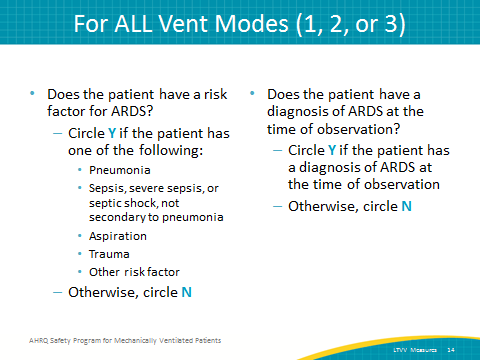 For ALL Vent Modes (1, 2, or 3)
• Does the patient have a risk
factor for ARDS?
– Circle Y if the patient has
one of the following:
• Pneumonia
• Sepsis, severe sepsis, or
septic shock, not
secondary to pneumonia
• Aspiration
• Trauma
• Other risk factor
– Otherwise, circle N
• Does the patient have a
diagnosis of ARDS at the
time of observation?
– Circle Y if the patient has
a diagnosis of ARDS at
the time of observation
– Otherwise, circle N
AHRQ Safety Program for Mechanically Ventilated Patients
LTVV Measures 14